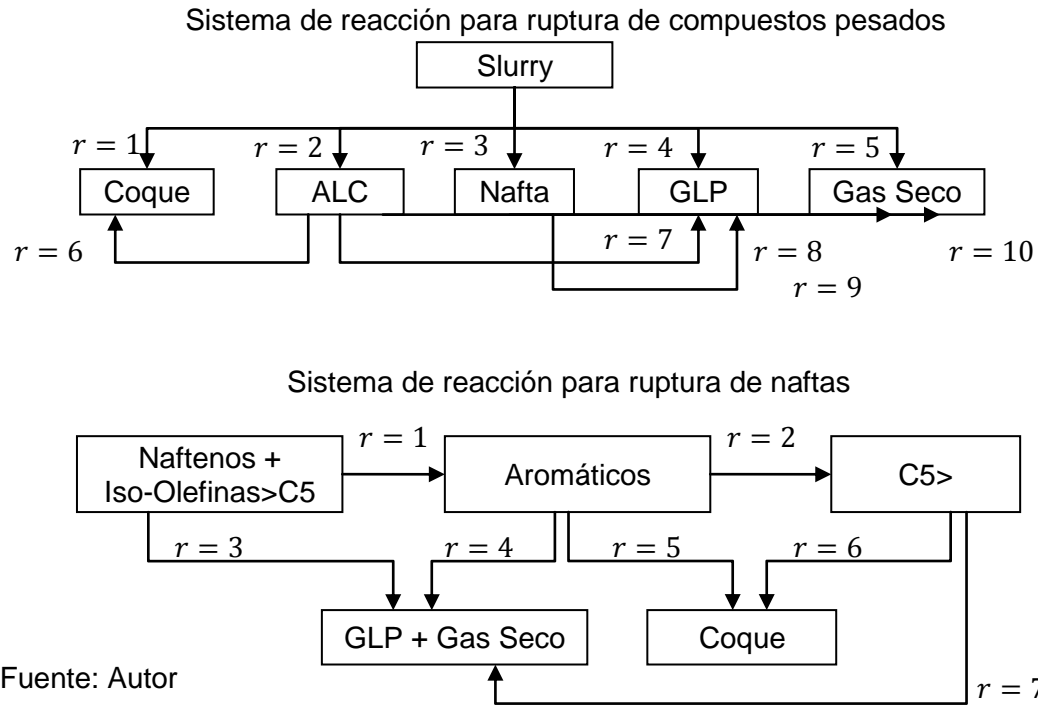 Sistema de reacción para ruptura de compuestos pesados
Slurry
r = 1
r = 2
r = 3
r = 4
r = 5
Coque
ALC
Nafta
GLP
Gas Seco
r = 6
r = 7
r = 8
r = 10
r = 9
Sistema de reacción para ruptura de naftas
Naftenos +
Iso-Olefinas>C5
r = 1
Aromáticos
r = 2
C5>
r = 3
r = 4
r = 5
r = 6
GLP + Gas Seco
Coque
Fuente: Autor
r = 7